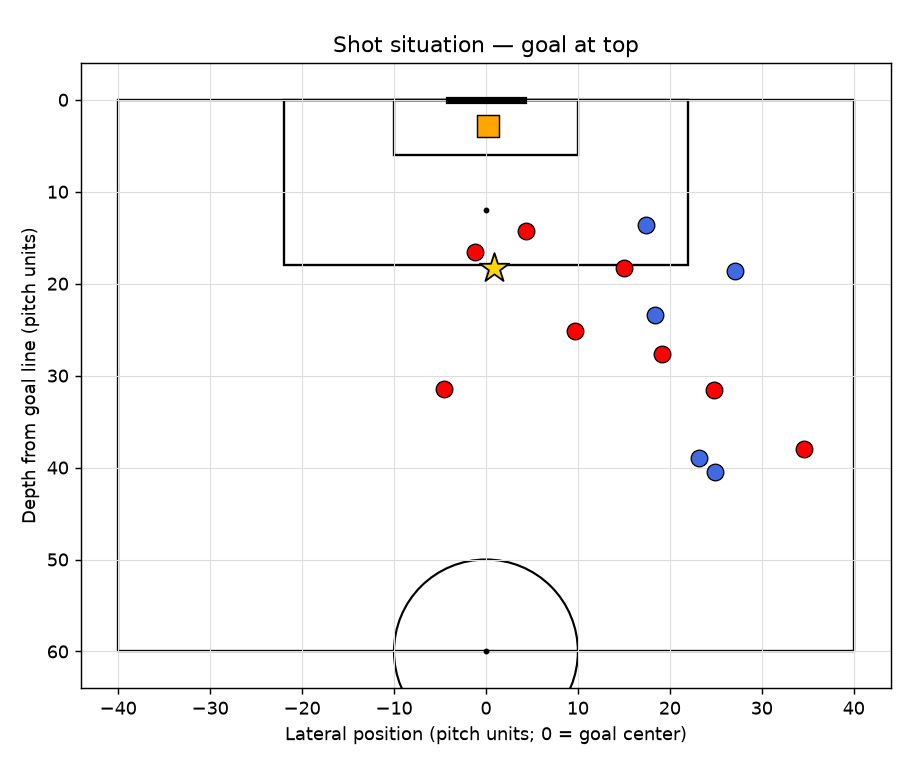 Shot situation — goal at top
0
10
20
30
40
50
60
Depth from goal line (pitch units)
−40 −30 −20 −10 0 10 20 30 40
Lateral position (pitch units; 0 = goal center)